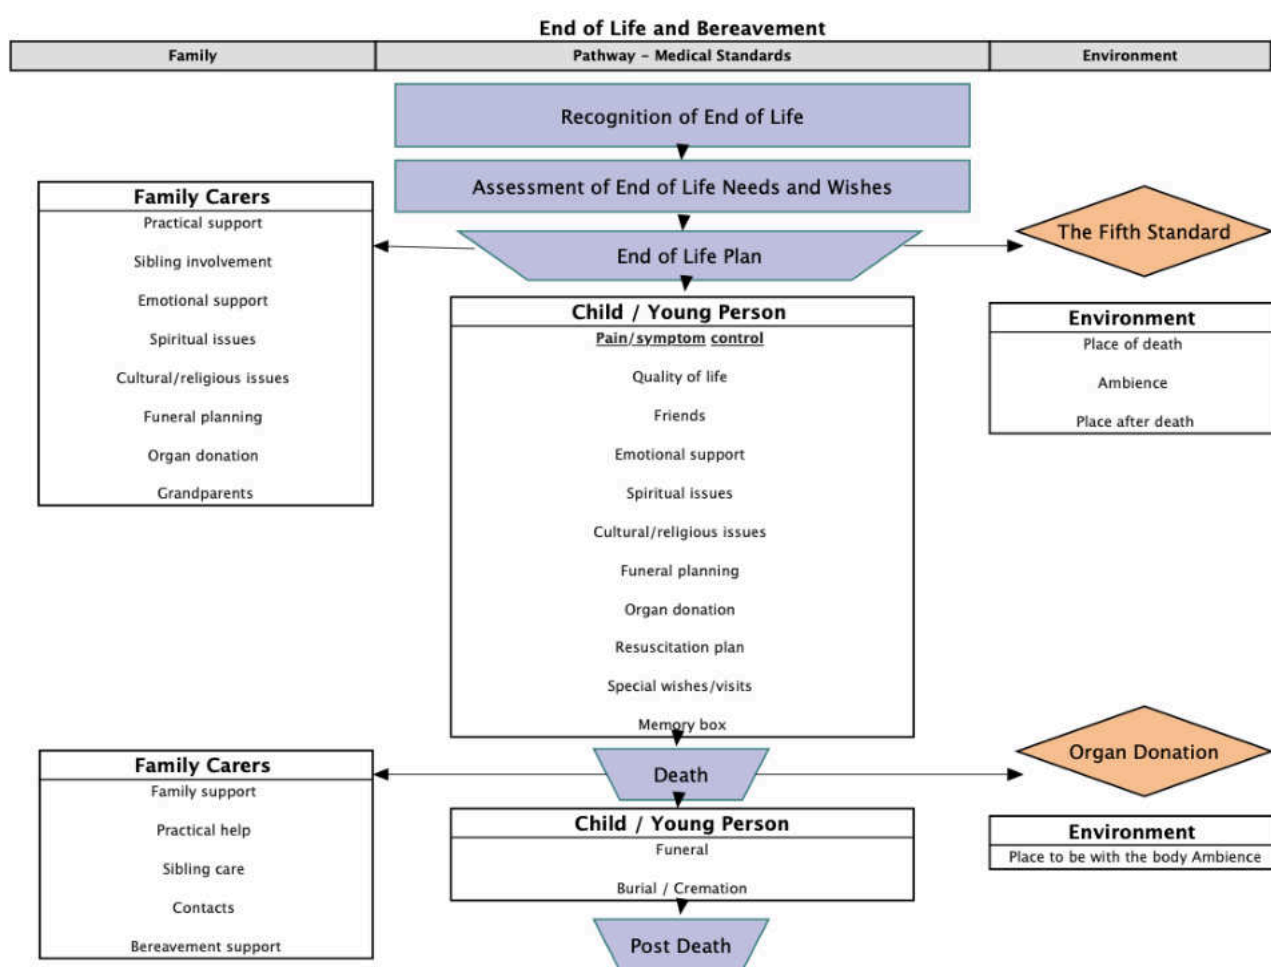 End of Life and Bereavement
Family
Pathway - Medical Standards
Environment
Recognition of End of Life
Assessment of End of Life Needs and Wishes
End of Life Plan
Family Carers
Practical support
Sibling involvement
Emotional support
Spiritual issues
Cultural/religious issues
Funeral planning
Organ donation
Grandparents
The Fifth Standard
Environment
Place of death
Ambience
Place after death
Child / Young Person
Pain/symptom control
Quality of life
Friends
Emotional support
Spiritual issues
Cultural/religious issues
Funeral planning
Organ donation
Resuscitation plan
Special wishes/visits
Memory box
Death
Family Carers
Family support
Practical help
Sibling care
Contacts
Bereavement support
Organ Donation
Environment
Place to be with the body Ambience
Child / Young Person
Funeral
Burial / Cremation
Post Death